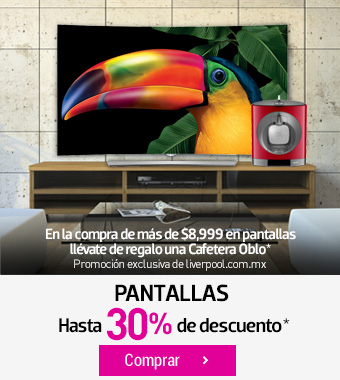 En la compra de más de $8,999 en pantallas
llévate de regalo una Cafetera Oblo*
Promoción exclusiva de liverpool.com.mx
PANTALLAS
Hasta 30% de descuento*
Comprar >